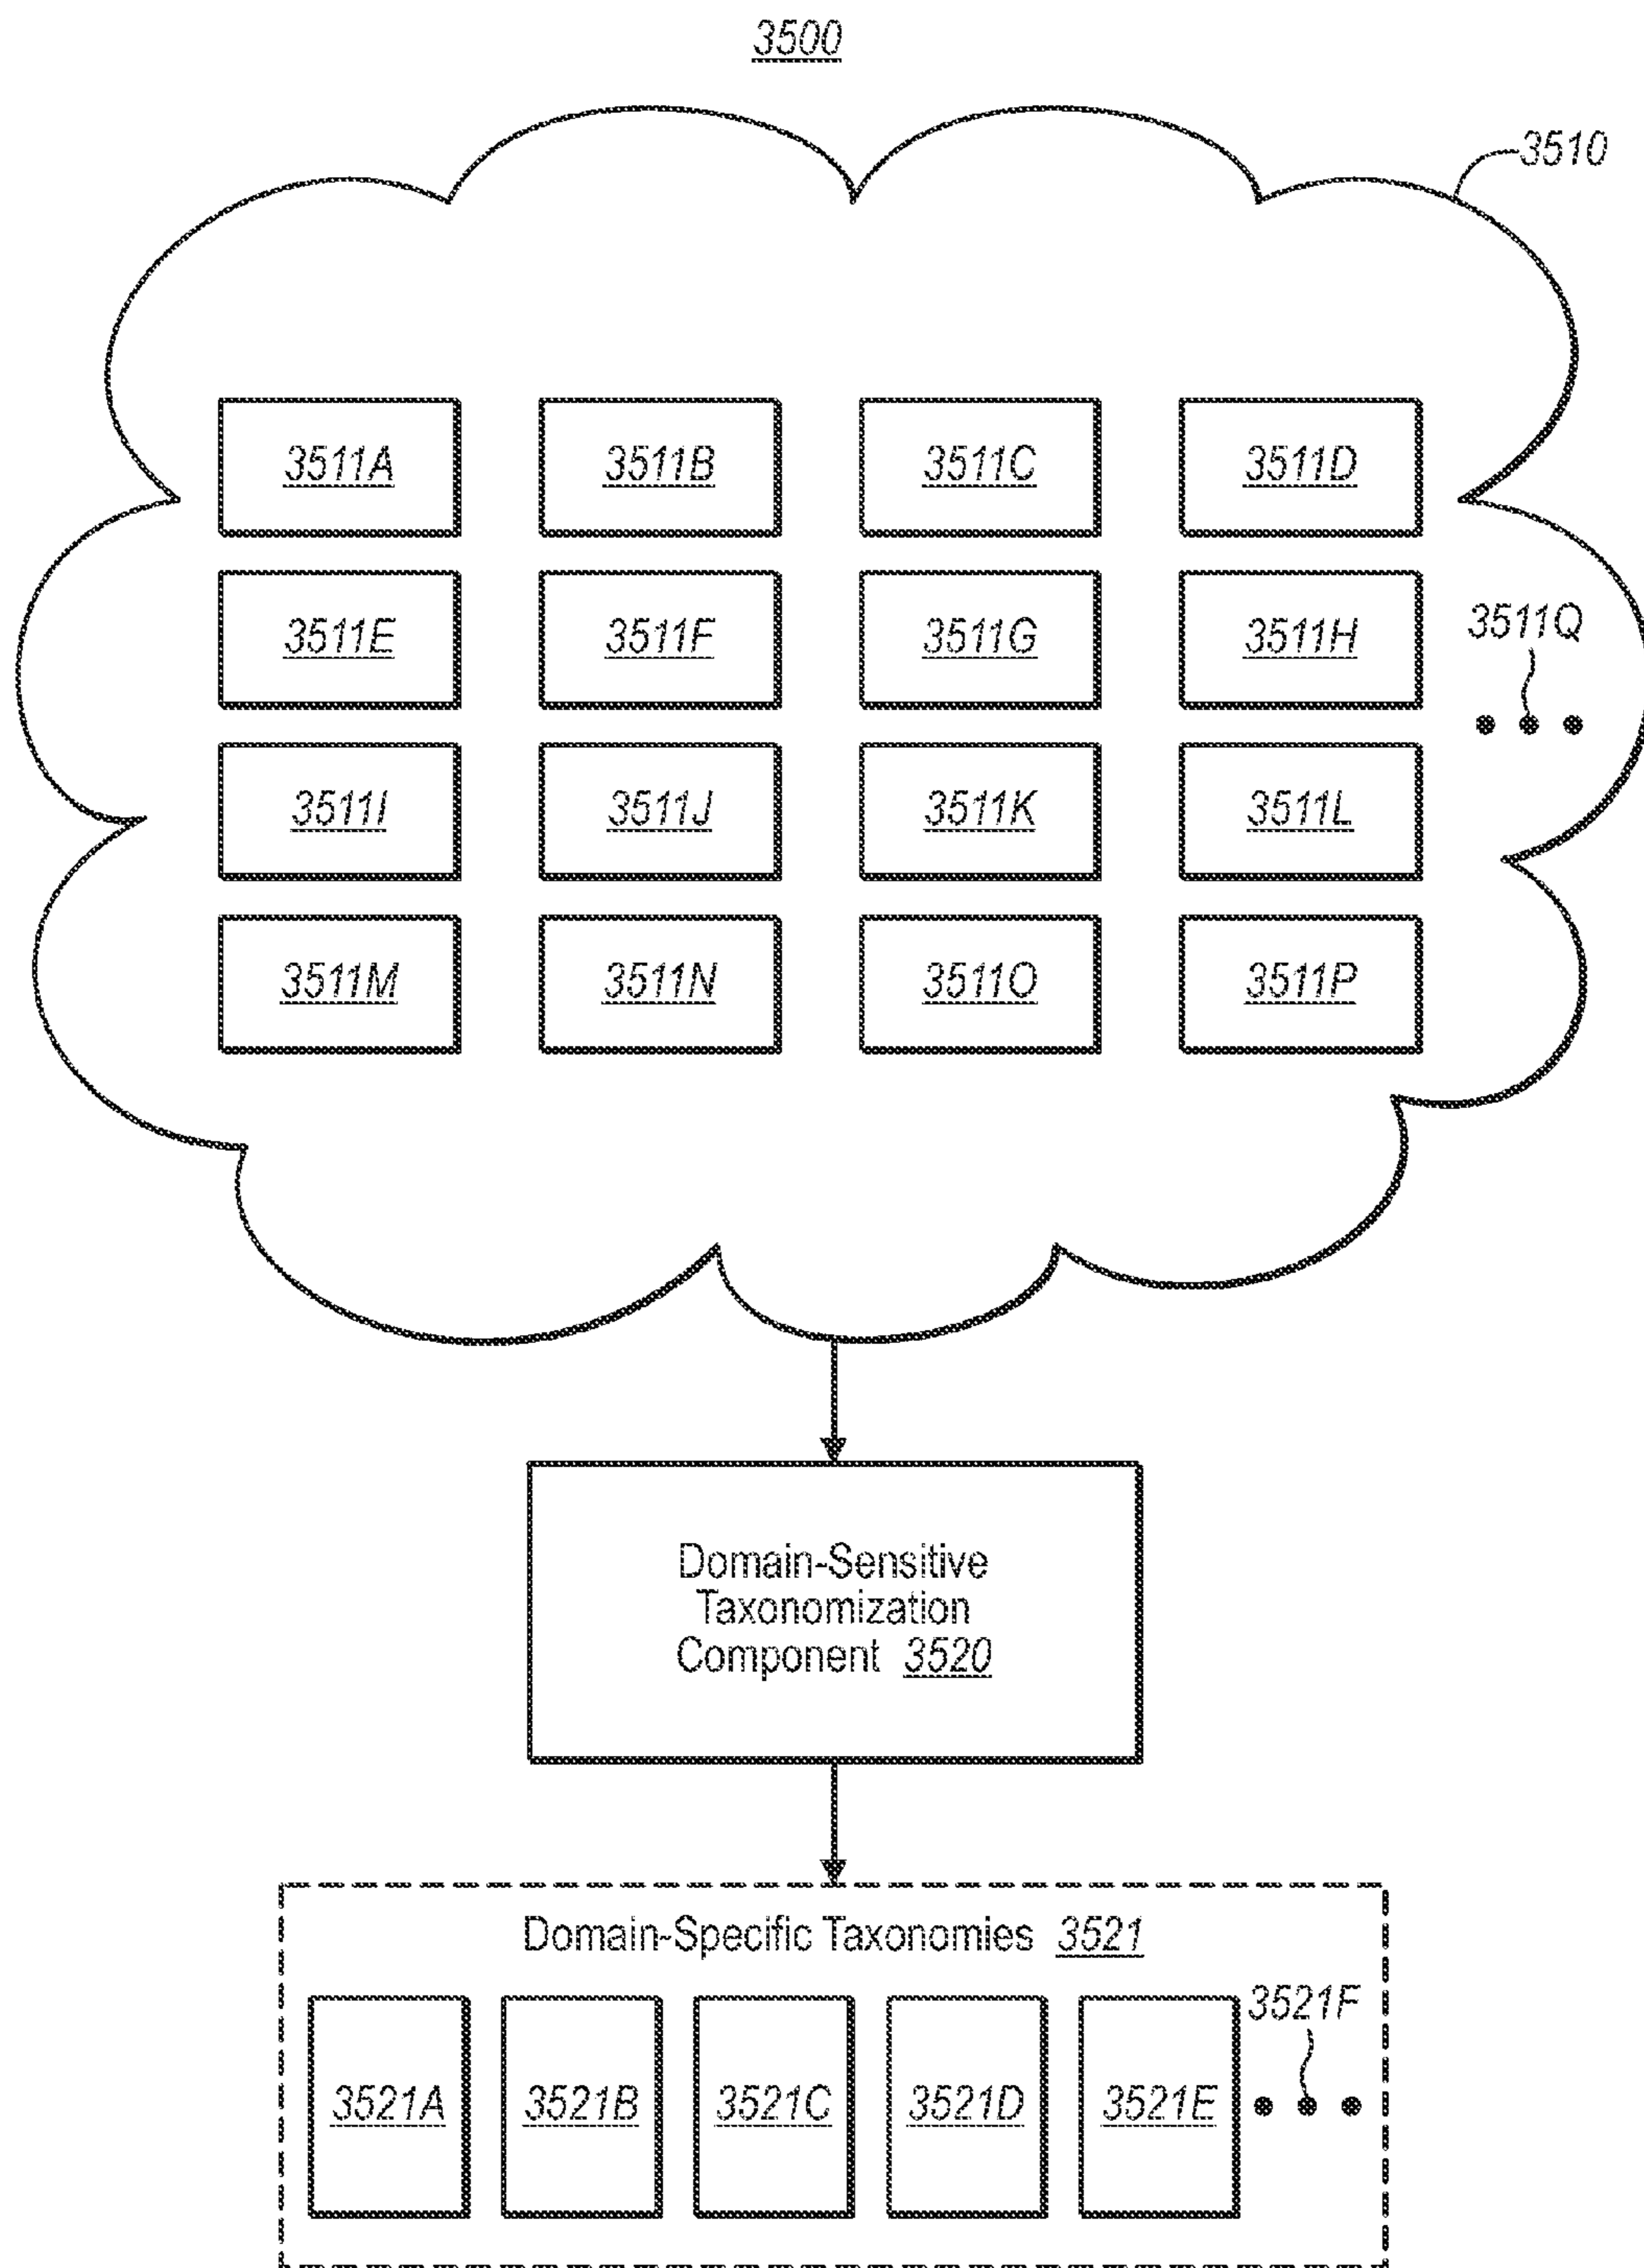 3500
3510
3511A 3511B 3511C 3511D
3511E 3511F 3511G 3511H
3511Q
3511I 3511J 3511K 3511L
3511M 3511N 3511O 3511P
Domain-Sensitive
Taxonomization
Component 3520
Domain-Specific Taxonomies 3521
3521F
3521A 3521B 3521C 3521D 3521E